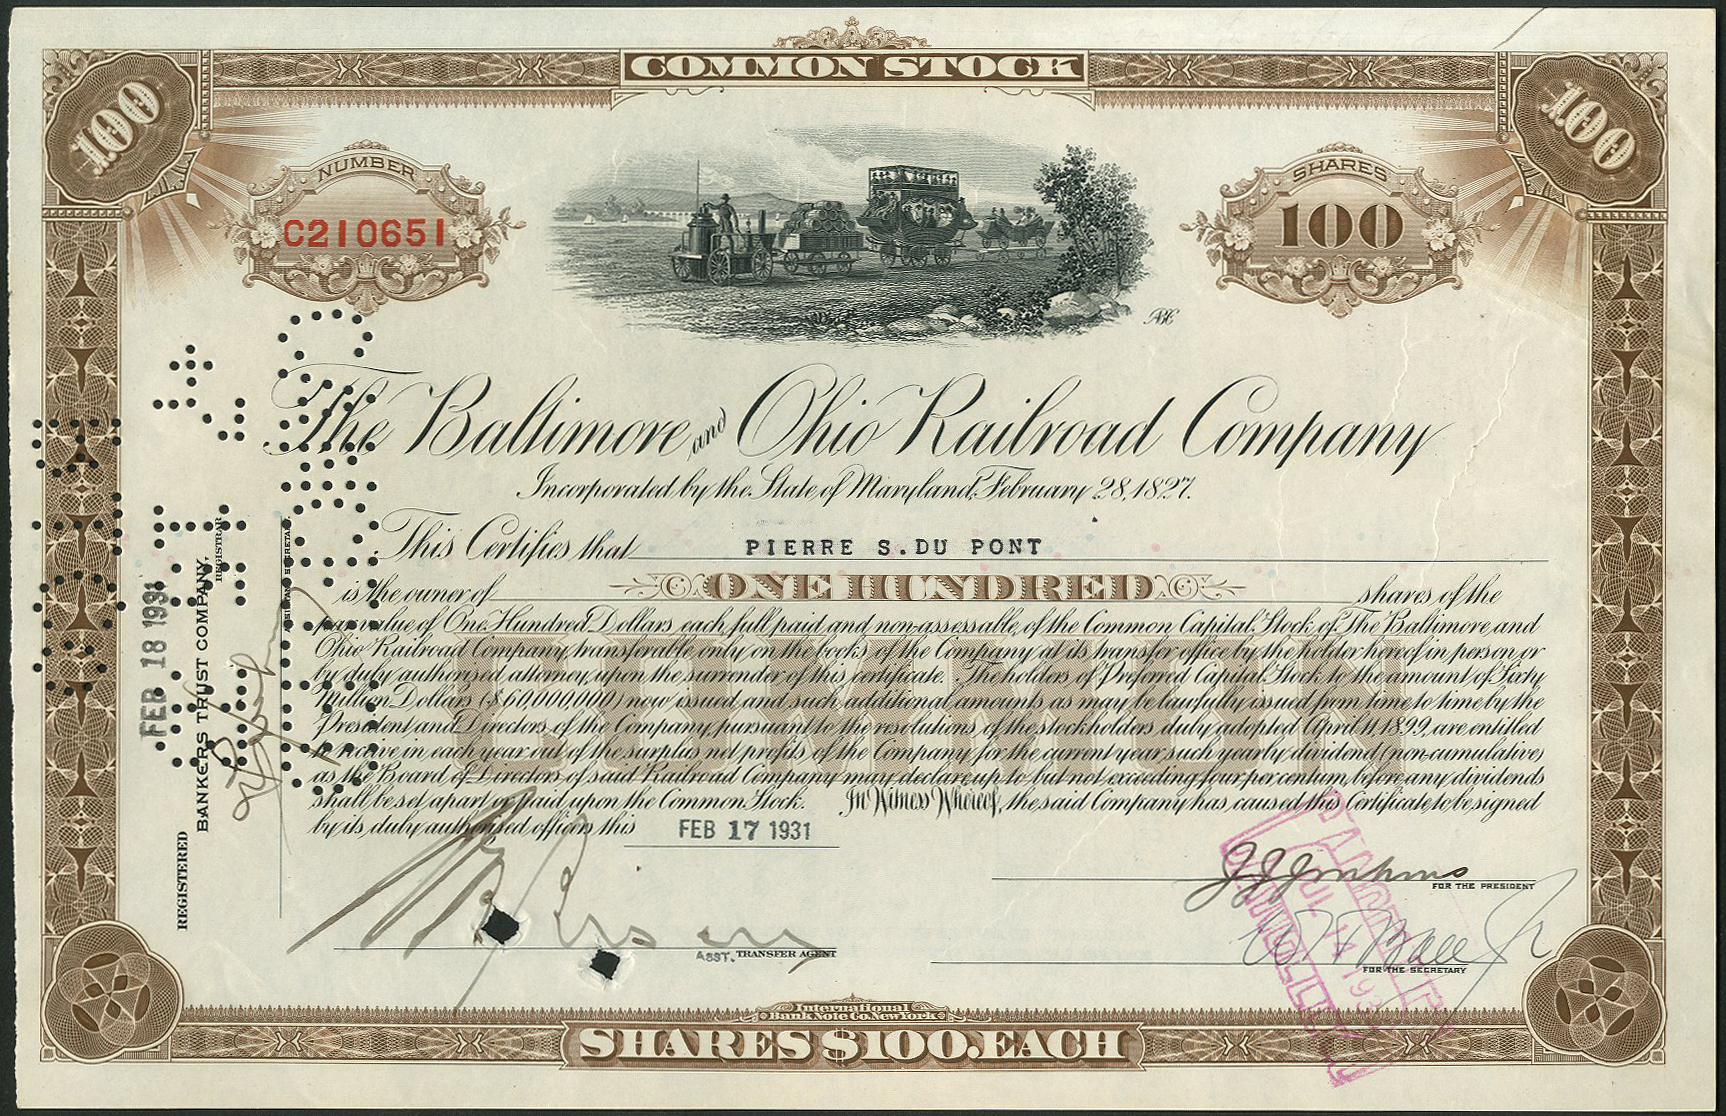 COMMON STOCK
100
100
NUMBER
C210651
SHARES
100
ABN
The Baltimore and Ohio Railroad Company
Incorporated by the State of Maryland, February 28, 1827.
This Certifies that PIERRE S. DU PONT
is the owner of ONE HUNDRED shares of the
par value of One Hundred Dollars each, full paid and non-assessable, of the Common Capital Stock of The Baltimore and
Ohio Railroad Company transferable only on the books of the Company at its transfer office by the holder hereof in person or
by duly authorised attorney, upon the surrender of this certificate. The holders of Preferred Capital Stock to the amount of Sixty
Million Dollars ($60,000,000) now issued and such additional amounts as may be lawfully issued from time to time by the
President and Directors of the Company, pursuant to the resolutions of the stockholders duly adopted April 11, 1899, are entitled
to receive in each year out of the surplus net profits of the Company for the current year, such yearly dividend (non-cumulative)
as the Board of Directors of said Railroad Company may declare, up to but not exceeding four per centum, before any dividends
shall be set apart or paid upon the Common Stock. In Witness Whereof, the said Company has caused this Certificate to be signed
by its duly authorised officers this FEB 17 1931
COMMON
J J Jenkins
FOR THE PRESIDENT
ASST. TRANSFER AGENT
FOR THE SECRETARY
REGISTERED
FEB 18 1931
BANKERS TRUST COMPANY,
REGISTRAR
ASSISTANT SECRETARY.
CANCELLED
International
Bank Note Co. New York
SHARES $100. EACH